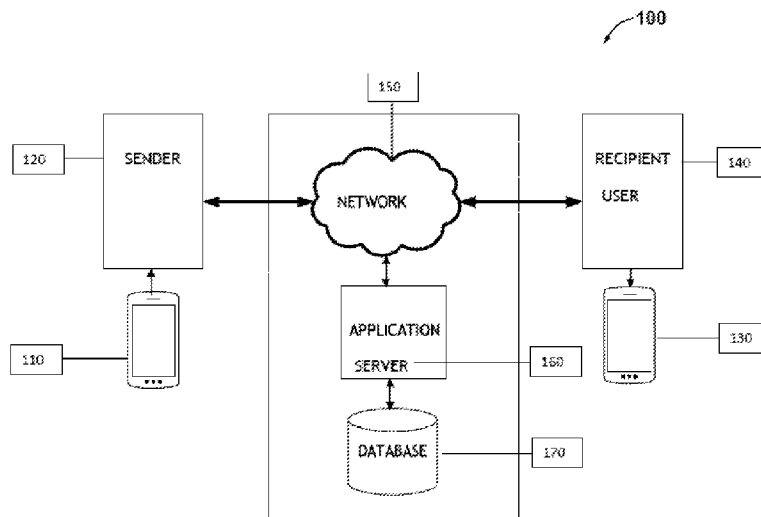 100
150
120
SENDER
RECIPIENT
USER
140
NETWORK
APPLICATION
SERVER
110
160
130
DATABASE
170